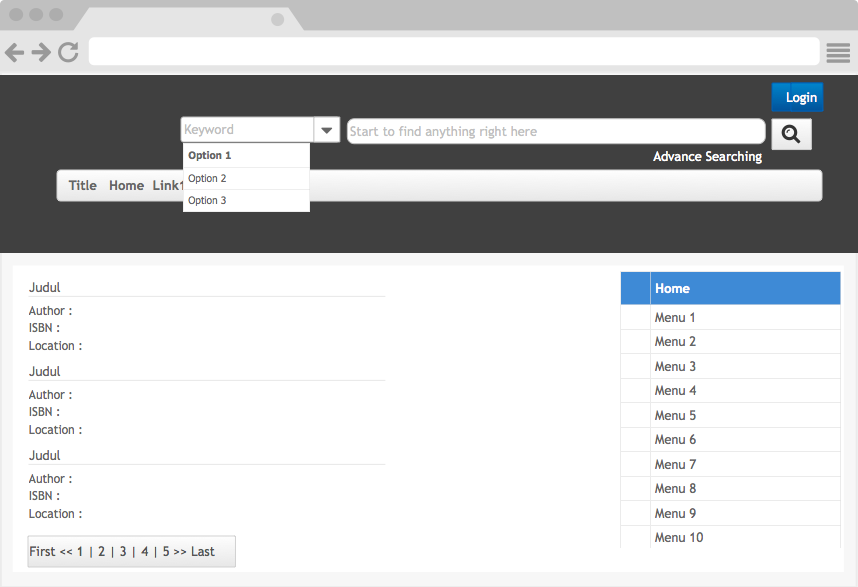 Login
Keyword
Start to find anything right here
Option 1
Advance Searching
Option 2
Title Home Link1
Option 3
Judul
Author :
ISBN :
Location :
Judul
Author :
ISBN :
Location :
Judul
Author :
ISBN :
Location :
First << 1 | 2 | 3 | 4 | 5 >> Last
Home
Menu 1
Menu 2
Menu 3
Menu 4
Menu 5
Menu 6
Menu 7
Menu 8
Menu 9
Menu 10